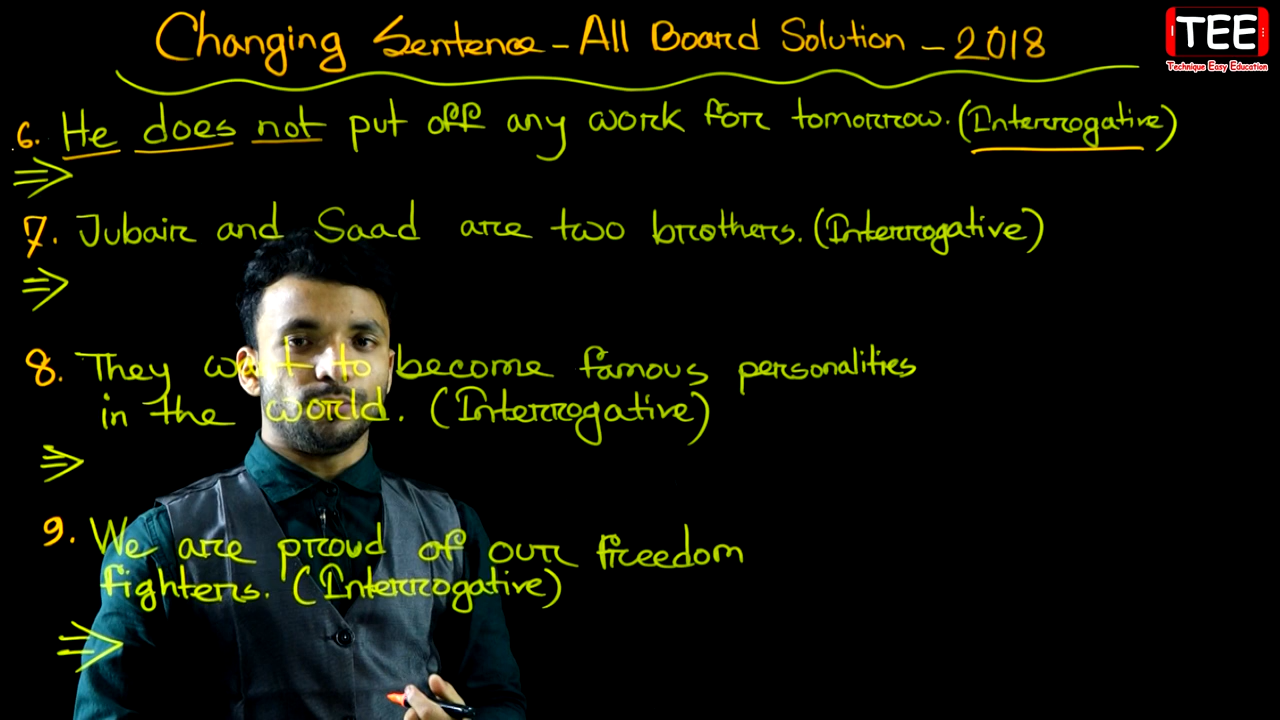 Changing Sentence - All Board Solution - 2018
TEE
Technique Easy Education
6. He does not put off any work for tomorrow. (Interrogative)
7. Jubair and Saad are two brothers. (Interrogative)
8. They want to become famous personalities
in the world. (Interrogative)
9. We are proud of our freedom
fighters. (Interrogative)